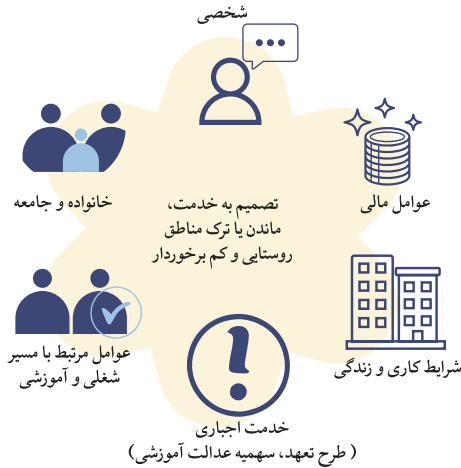 شخصی
عوامل مالی
خانواده و جامعه
تصمیم به خدمت،
ماندن یا ترک مناطق
روستایی و کم برخوردار
شرایط کاری و زندگی
عوامل مرتبط با مسیر
شغلی و آموزشی
خدمت اجباری
(طرح تعهد، سهمیه عدالت آموزشی)